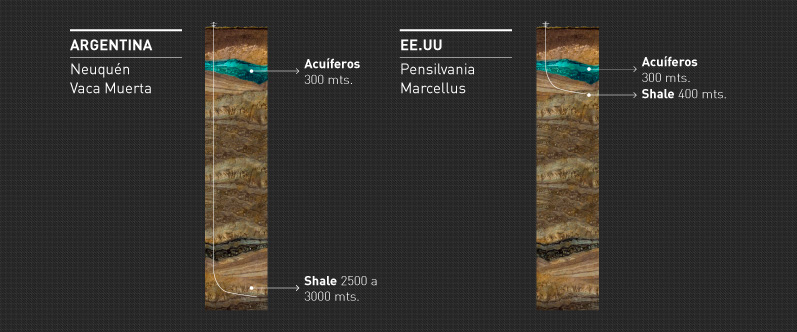 ARGENTINA
Neuquén
Vaca Muerta
Acuíferos
300 mts.
Shale 2500 a
3000 mts.
EE.UU
Pensilvania
Marcellus
Acuíferos
300 mts.
Shale 400 mts.